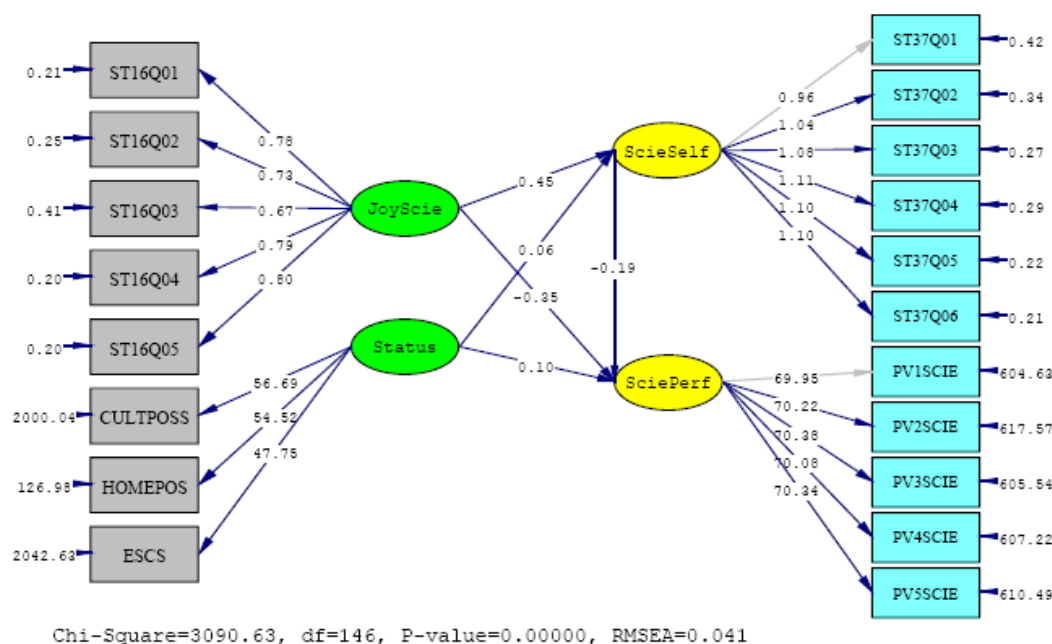 0.21
ST16Q01
0.25
ST16Q02
0.41
ST16Q03
0.20
ST16Q04
0.20
ST16Q05
2000.04
CULTPOSS
126.98
HOMEPOS
2042.63
ESCS
0.78
0.73
0.67
0.79
0.80
JoyScie
Status
56.69
54.52
47.75
0.45
0.06
-0.19
-0.35
0.10
ScieSelf
SciePerf
0.96
1.04
1.08
1.11
1.10
1.10
69.95
70.22
70.38
70.08
70.34
ST37Q01
0.42
ST37Q02
0.34
ST37Q03
0.27
ST37Q04
0.29
ST37Q05
0.22
ST37Q06
0.21
PV1SCIE
604.63
PV2SCIE
617.57
PV3SCIE
605.54
PV4SCIE
607.22
PV5SCIE
610.49
Chi-Square=3090.63, df=146, P-value=0.00000, RMSEA=0.041